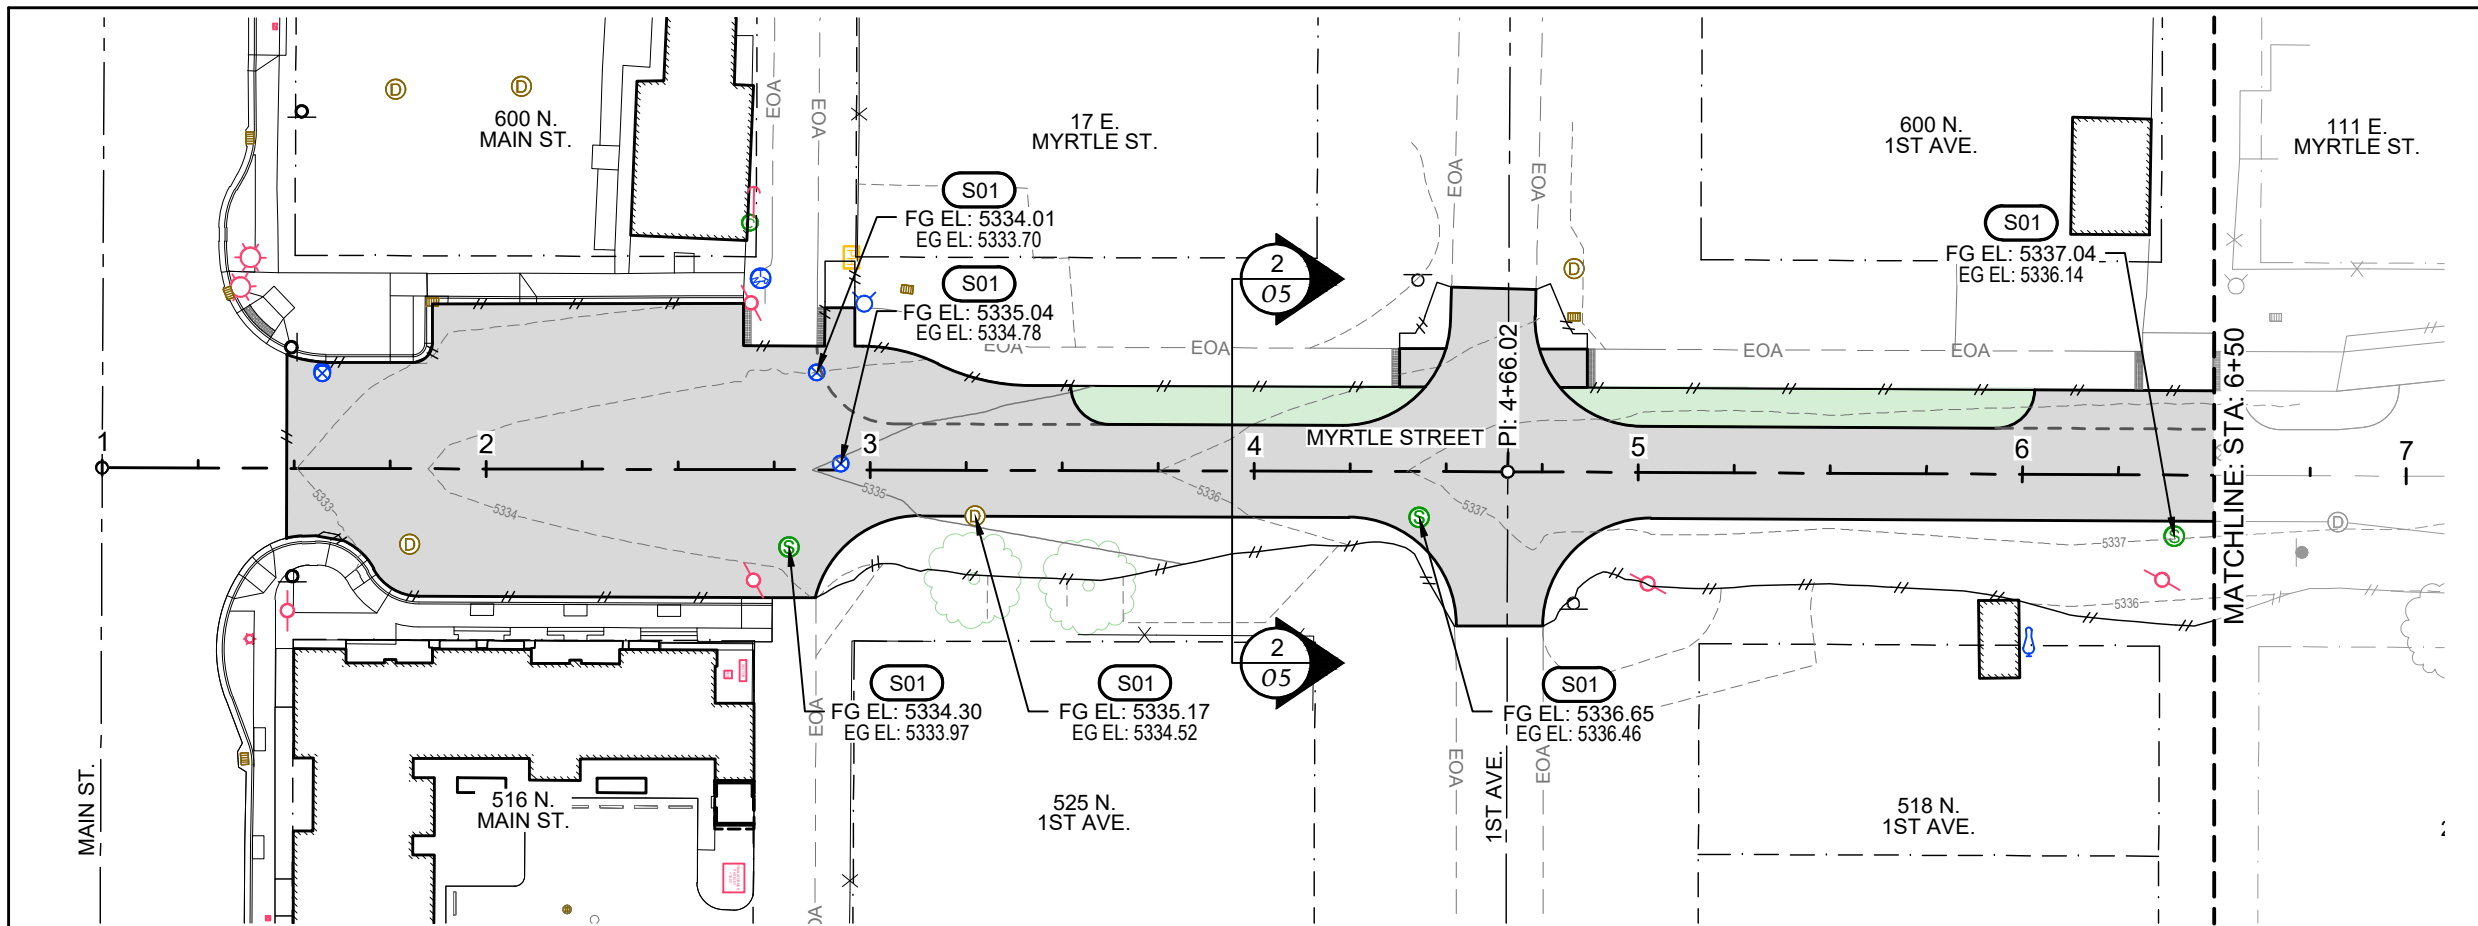 600 N.
MAIN ST.
17 E.
MYRTLE ST.
600 N.
1ST AVE.
111 E.
MYRTLE ST.
EOA
EOA
EOA
EOA
D
D
D
S01
FG EL: 5334.01
EG EL: 5333.70
S01
FG EL: 5335.04
EG EL: 5334.78
2
05
S01
FG EL: 5337.04
EG EL: 5336.14
EOA
EOA
EOA
EOA
1
2
3
4
5
6
7
MYRTLE STREET
PI: 4+66.02
MATCHLINE: STA: 6+50
5333
5334
5335
5336
5337
5337
5336
D
S
D
S
S
D
2
05
S01
FG EL: 5334.30
EG EL: 5333.97
S01
FG EL: 5335.17
EG EL: 5334.52
S01
FG EL: 5336.65
EG EL: 5336.46
EOA
EOA
EOA
OA
MAIN ST.
1ST AVE.
516 N.
MAIN ST.
525 N.
1ST AVE.
518 N.
1ST AVE.